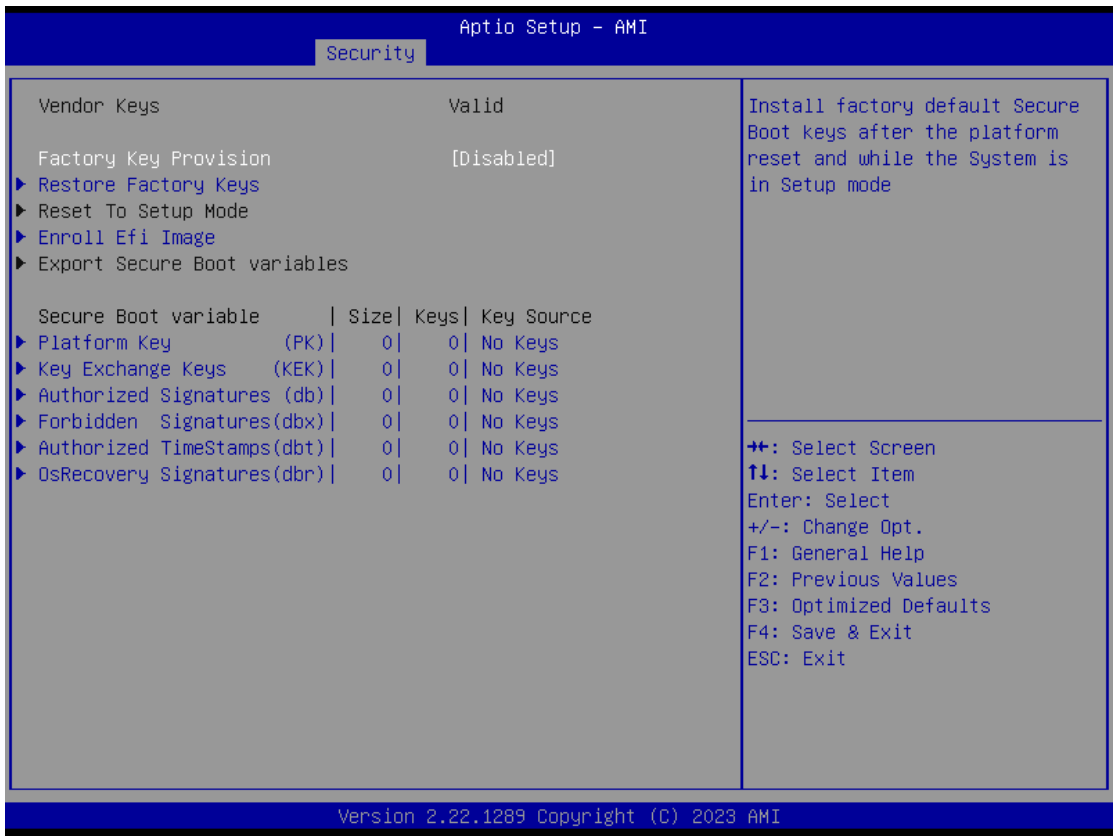 Aptio Setup – AMI
Security
Vendor Keys Valid
Factory Key Provision [Disabled]
Restore Factory Keys
Reset To Setup Mode
Enroll Efi Image
Export Secure Boot variables
Secure Boot variable | Size| Keys| Key Source
Platform Key (PK)| 0| 0| No Keys
Key Exchange Keys (KEK)| 0| 0| No Keys
Authorized Signatures (db)| 0| 0| No Keys
Forbidden Signatures(dbx)| 0| 0| No Keys
Authorized TimeStamps(dbt)| 0| 0| No Keys
OsRecovery Signatures(dbr)| 0| 0| No Keys
Install factory default Secure
Boot keys after the platform
reset and while the System is
in Setup mode
→←: Select Screen
↑↓: Select Item
Enter: Select
+/-: Change Opt.
F1: General Help
F2: Previous Values
F3: Optimized Defaults
F4: Save & Exit
ESC: Exit
Version 2.22.1289 Copyright (C) 2023 AMI